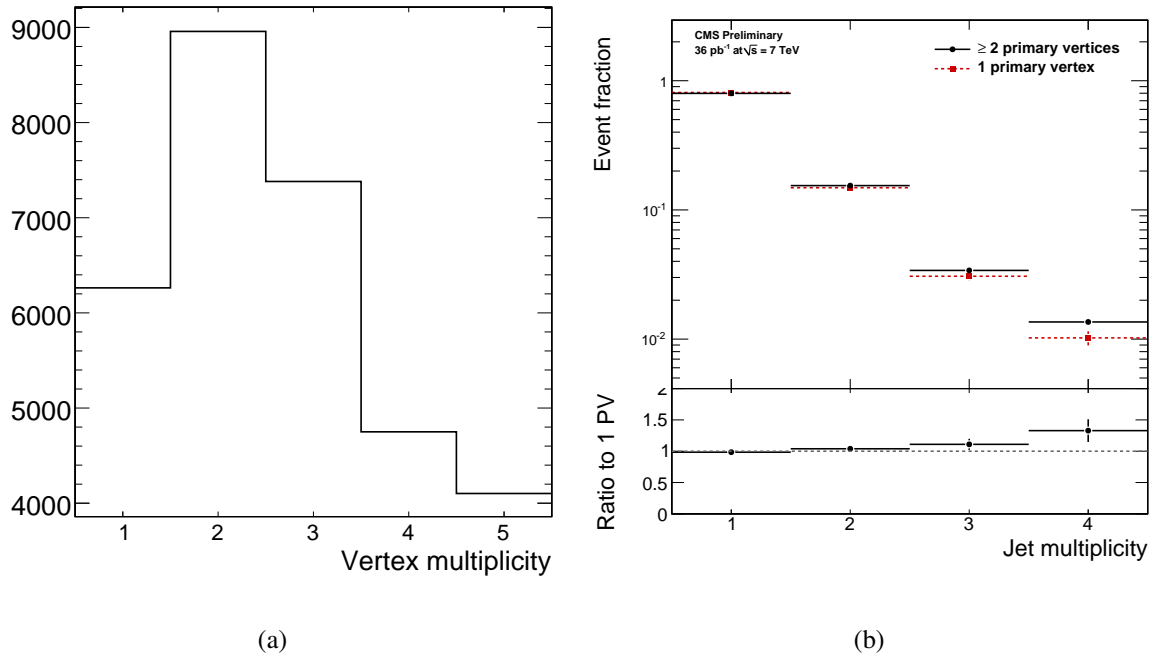 9000
8000
7000
6000
5000
4000
1 2 3 4 5
Vertex multiplicity
(a)
CMS Preliminary
36 pb⁻¹ at √s = 7 TeV
≥ 2 primary vertices
1 primary vertex
Event fraction
1
10⁻¹
10⁻²
Ratio to 1 PV
2
1.5
1
0.5
0
1 2 3 4
Jet multiplicity
(b)